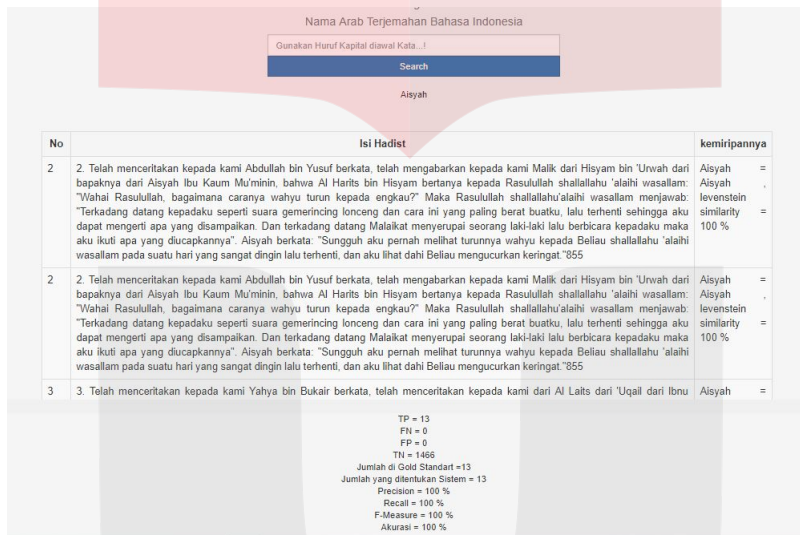 Nama Arab Terjemahan Bahasa Indonesia
Gunakan Huruf Kapital diawal Kata...!
Search
Aisyah
No Isi Hadist kemiripannya
2 2. Telah menceritakan kepada kami Abdullah bin Yusuf berkata, telah mengabarkan kepada kami Malik dari Hisyam bin 'Urwah dari Aisyah =
bapaknya dari Aisyah Ibu Kaum Mu'minin, bahwa Al Harits bin Hisyam bertanya kepada Rasulullah shallallahu 'alaihi wasallam: Aisyah ,
"Wahai Rasulullah, bagaimana caranya wahyu turun kepada engkau?" Maka Rasulullah shallallahu'alaihi wasallam menjawab: levenstein
"Terkadang datang kepadaku seperti suara gemerincing lonceng dan cara ini yang paling berat buatku, lalu terhenti sehingga aku similarity =
dapat mengerti apa yang disampaikan. Dan terkadang datang Malaikat menyerupai seorang laki-laki lalu berbicara kepadaku maka 100 %
aku ikuti apa yang diucapkannya". Aisyah berkata: "Sungguh aku pernah melihat turunnya wahyu kepada Beliau shallallahu 'alaihi
wasallam pada suatu hari yang sangat dingin lalu terhenti, dan aku lihat dahi Beliau mengucurkan keringat."855
2 2. Telah menceritakan kepada kami Abdullah bin Yusuf berkata, telah mengabarkan kepada kami Malik dari Hisyam bin 'Urwah dari Aisyah =
bapaknya dari Aisyah Ibu Kaum Mu'minin, bahwa Al Harits bin Hisyam bertanya kepada Rasulullah shallallahu 'alaihi wasallam: Aisyah ,
"Wahai Rasulullah, bagaimana caranya wahyu turun kepada engkau?" Maka Rasulullah shallallahu'alaihi wasallam menjawab: levenstein
"Terkadang datang kepadaku seperti suara gemerincing lonceng dan cara ini yang paling berat buatku, lalu terhenti sehingga aku similarity =
dapat mengerti apa yang disampaikan. Dan terkadang datang Malaikat menyerupai seorang laki-laki lalu berbicara kepadaku maka 100 %
aku ikuti apa yang diucapkannya". Aisyah berkata: "Sungguh aku pernah melihat turunnya wahyu kepada Beliau shallallahu 'alaihi
wasallam pada suatu hari yang sangat dingin lalu terhenti, dan aku lihat dahi Beliau mengucurkan keringat."855
3 3. Telah menceritakan kepada kami Yahya bin Bukair berkata, telah menceritakan kepada kami dari Al Laits dari 'Uqail dari Ibnu Aisyah =
TP = 13
FN = 0
FP = 0
TN = 1466
Jumlah di Gold Standart =13
Jumlah yang ditentukan Sistem = 13
Precision = 100 %
Recall = 100 %
F-Measure = 100 %
Akurasi = 100 %